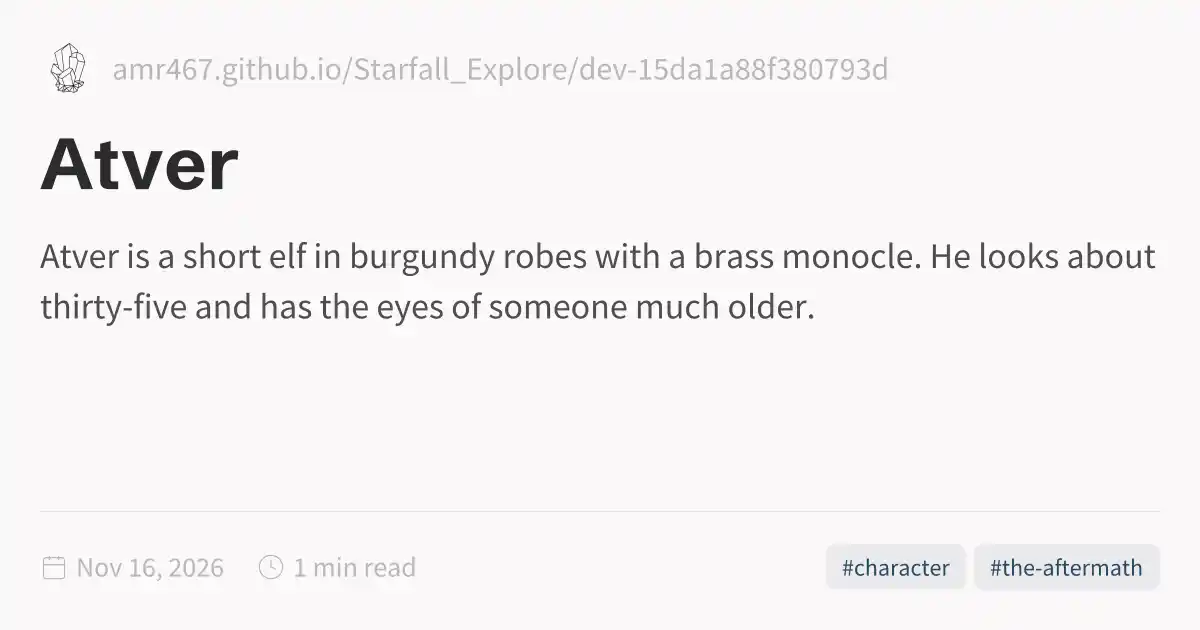 amr467.github.io/Starfall_Explore/dev-15da1a88f380793d
Atver
Atver is a short elf in burgundy robes with a brass monocle. He looks about
thirty-five and has the eyes of someone much older.
Nov 16, 2026
1 min read
#character
#the-aftermath